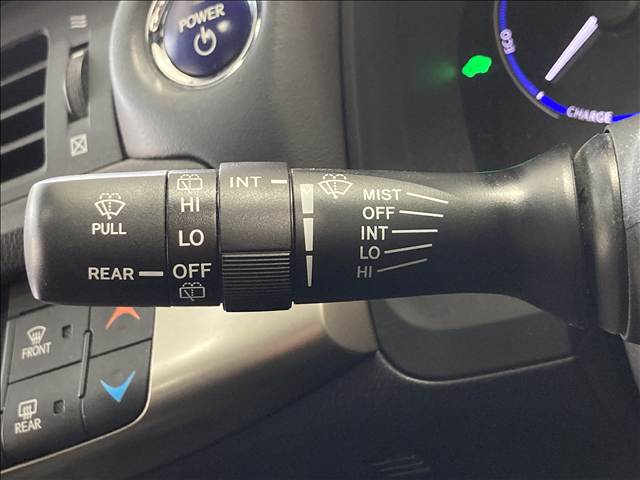 POWER
ECO
CHARGE
PULL
REAR
HI
LO
OFF
INT
MIST
OFF
INT
LO
HI
FRONT
REAR